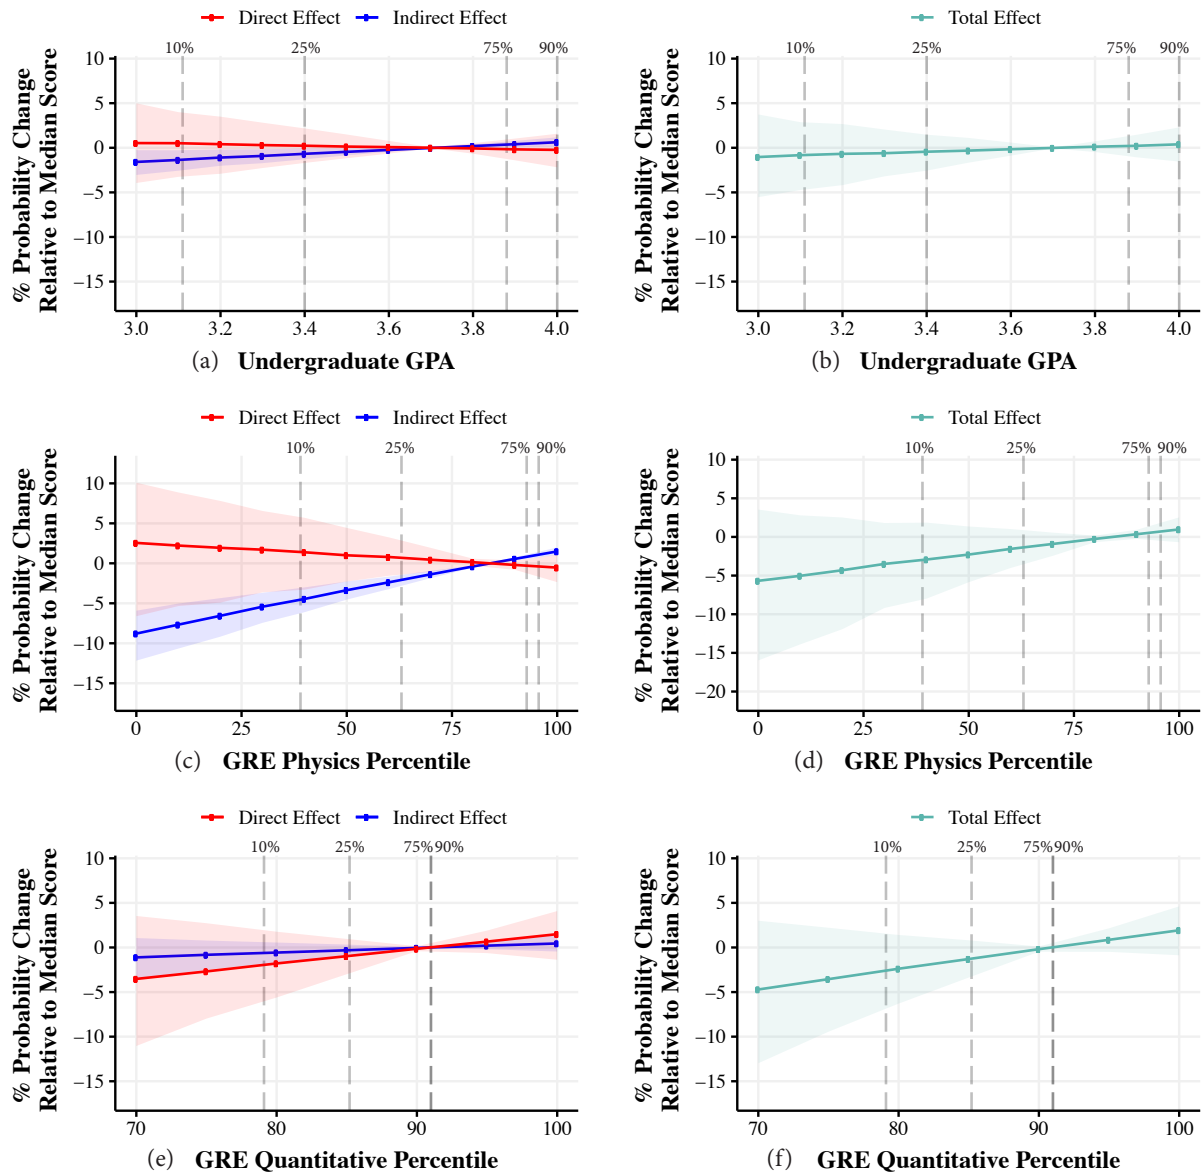 Direct Effect Indirect Effect
10% 25% 75% 90%
% Probability Change
Relative to Median Score
10
5
0
−5
−10
−15
3.0 3.2 3.4 3.6 3.8 4.0
(a) Undergraduate GPA
Total Effect
10% 25% 75% 90%
% Probability Change
Relative to Median Score
10
5
0
−5
−10
−15
3.0 3.2 3.4 3.6 3.8 4.0
(b) Undergraduate GPA
Direct Effect Indirect Effect
10% 25% 75% 90%
% Probability Change
Relative to Median Score
10
5
0
−5
−10
−15
0 25 50 75 100
(c) GRE Physics Percentile
Total Effect
10% 25% 75% 90%
% Probability Change
Relative to Median Score
10
5
0
−5
−10
−15
−20
0 25 50 75 100
(d) GRE Physics Percentile
Direct Effect Indirect Effect
10% 25% 75% 90%
% Probability Change
Relative to Median Score
10
5
0
−5
−10
−15
70 80 90 100
(e) GRE Quantitative Percentile
Total Effect
10% 25% 75% 90%
% Probability Change
Relative to Median Score
10
5
0
−5
−10
−15
70 80 90 100
(f) GRE Quantitative Percentile